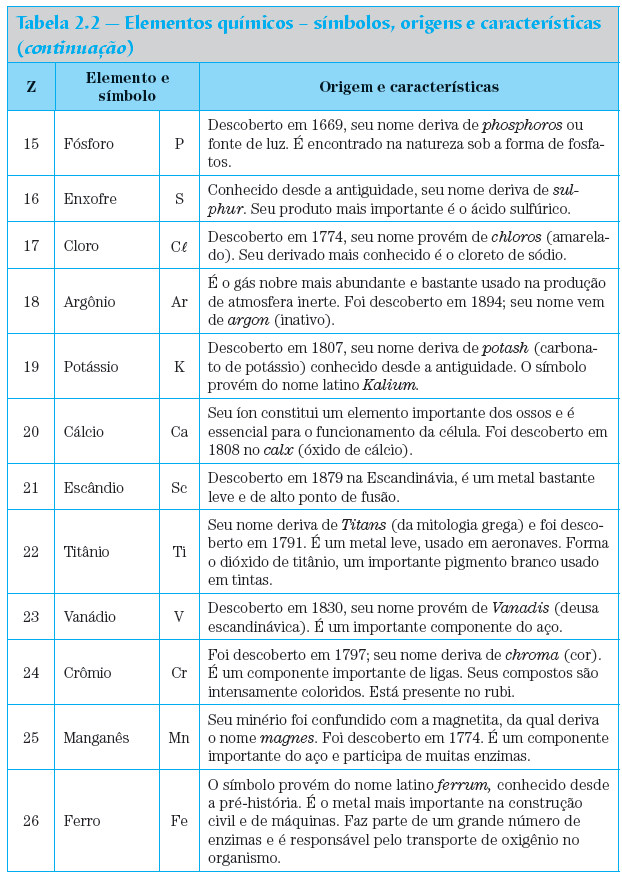 Tabela 2.2 — Elementos químicos – símbolos, origens e características
(continuação)
Z
Elemento e
símbolo
Origem e características
15
Fósforo
P
Descoberto em 1669, seu nome deriva de phosphoros ou
fonte de luz. É encontrado na natureza sob a forma de fosfa-
tos.
16
Enxofre
S
Conhecido desde a antiguidade, seu nome deriva de sul-
phur. Seu produto mais importante é o ácido sulfúrico.
17
Cloro
Cℓ
Descoberto em 1774, seu nome provém de chloros (amarela-
do). Seu derivado mais conhecido é o cloreto de sódio.
18
Argônio
Ar
É o gás nobre mais abundante e bastante usado na produção
de atmosfera inerte. Foi descoberto em 1894; seu nome vem
de argon (inativo).
19
Potássio
K
Descoberto em 1807, seu nome deriva de potash (carbona-
to de potássio) conhecido desde a antiguidade. O símbolo
provém do nome latino Kalium.
20
Cálcio
Ca
Seu íon constitui um elemento importante dos ossos e é
essencial para o funcionamento da célula. Foi descoberto em
1808 no calx (óxido de cálcio).
21
Escândio
Sc
Descoberto em 1879 na Escandinávia, é um metal bastante
leve e de alto ponto de fusão.
22
Titânio
Ti
Seu nome deriva de Titans (da mitologia grega) e foi desco-
berto em 1791. É um metal leve, usado em aeronaves. Forma
o dióxido de titânio, um importante pigmento branco usado
em tintas.
23
Vanádio
V
Descoberto em 1830, seu nome provém de Vanadis (deusa
escandinávica). É um importante componente do aço.
24
Crômio
Cr
Foi descoberto em 1797; seu nome deriva de chroma (cor).
É um componente importante de ligas. Seus compostos são
intensamente coloridos. Está presente no rubi.
25
Manganês
Mn
Seu minério foi confundido com a magnetita, da qual deriva
o nome magnes. Foi descoberto em 1774. É um componente
importante do aço e participa de muitas enzimas.
26
Ferro
Fe
O símbolo provém do nome latino ferrum, conhecido desde
a pré-história. É o metal mais importante na construção
civil e de máquinas. Faz parte de um grande número de
enzimas e é responsável pelo transporte de oxigênio no
organismo.